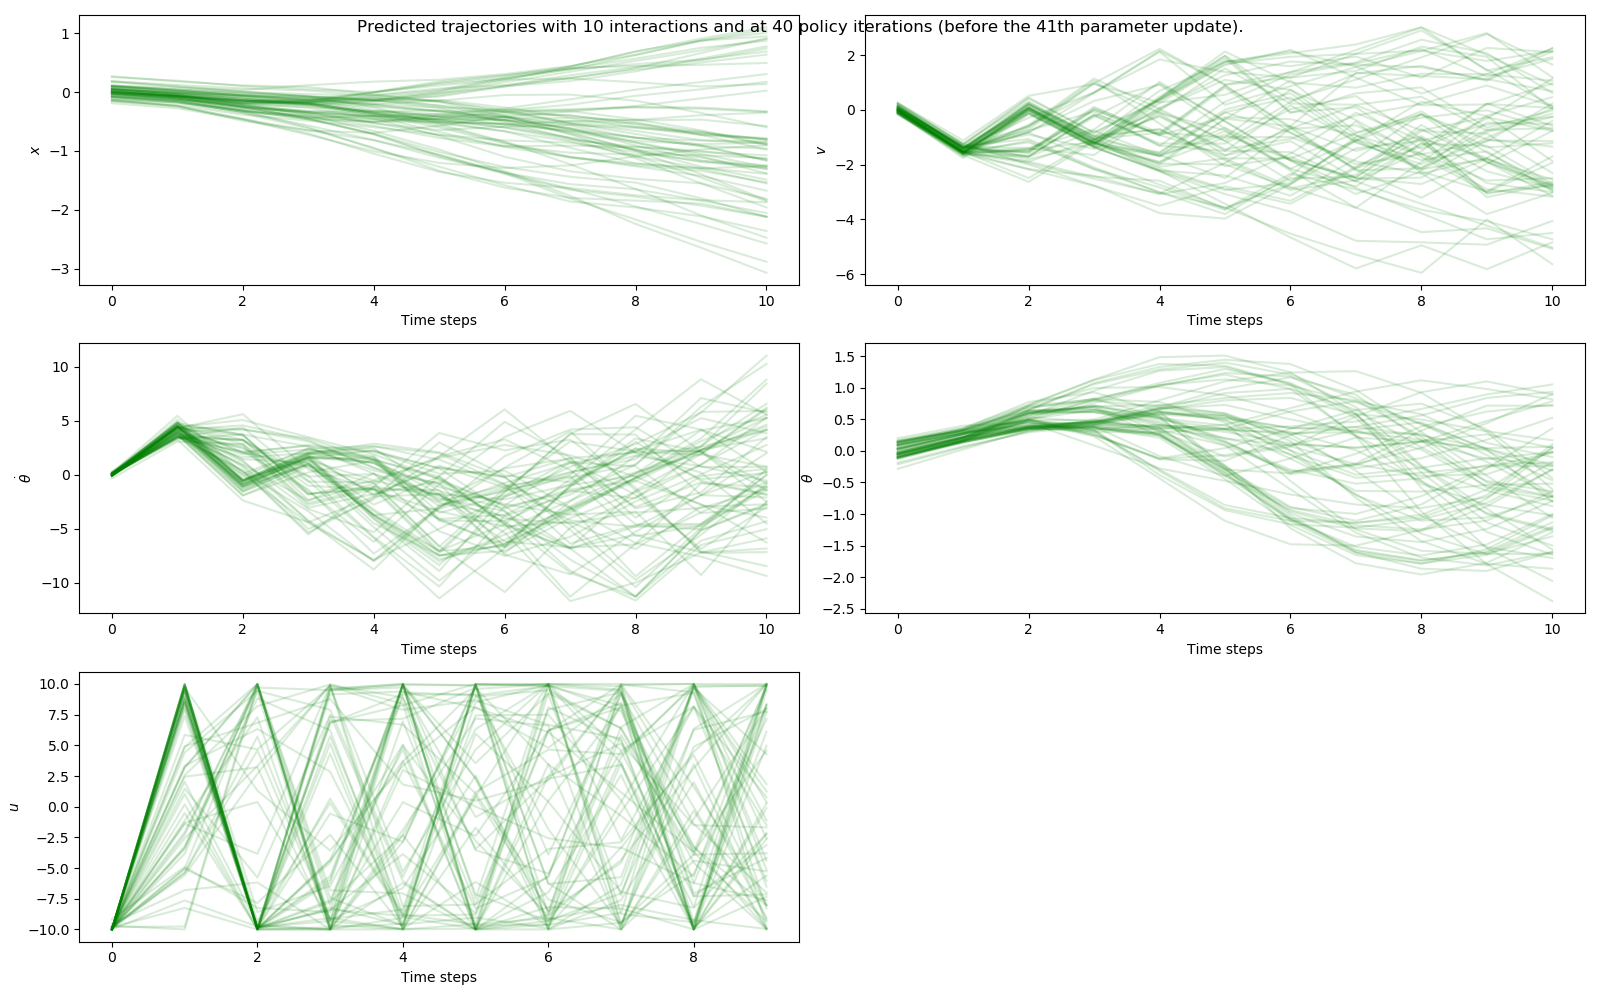 Predicted trajectories with 10 interactions and at 40 policy iterations (before the 41th parameter update).
1
0
−1
−2
−3
x
0 2 4 6 8 10
Time steps
2
0
−2
−4
−6
v
0 2 4 6 8 10
Time steps
10
5
0
−5
−10
θ̇
0 2 4 6 8 10
Time steps
1.5
1.0
0.5
0.0
−0.5
−1.0
−1.5
−2.0
−2.5
θ
0 2 4 6 8 10
Time steps
10.0
7.5
5.0
2.5
0.0
−2.5
−5.0
−7.5
−10.0
u
0 2 4 6 8
Time steps